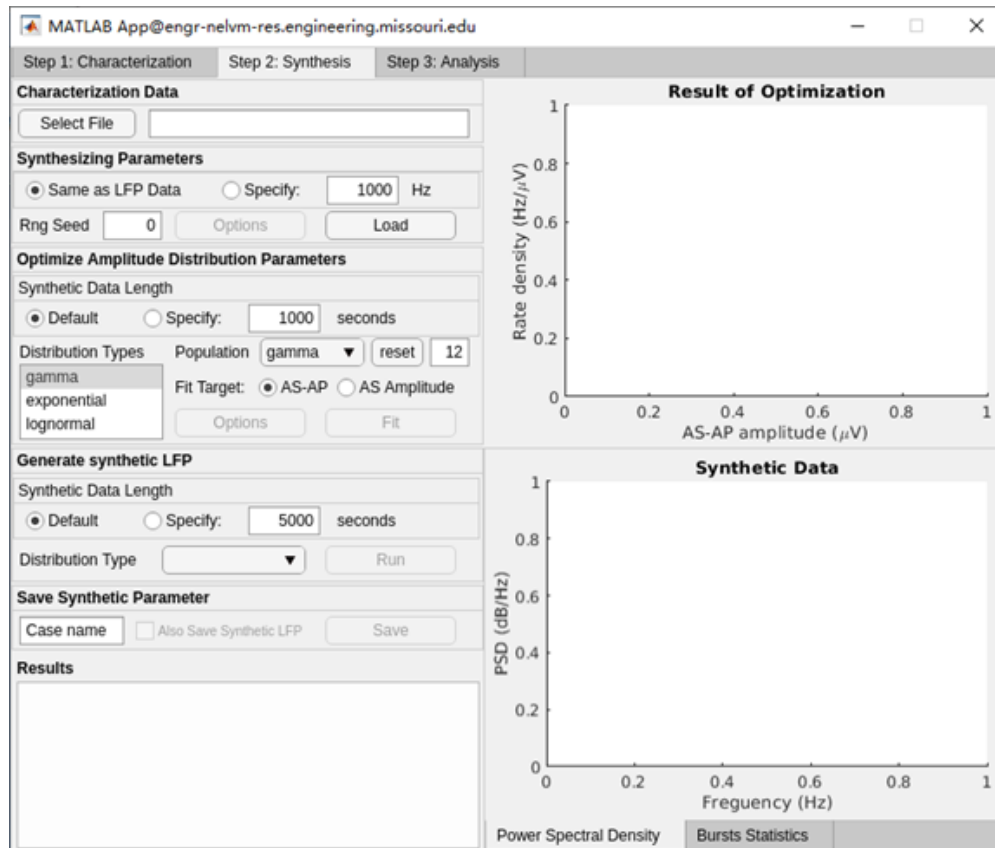 MATLAB App@engr-nelvm-res.engineering.missouri.edu
Step 1: Characterization Step 2: Synthesis Step 3: Analysis
Characterization Data
Select File
Synthesizing Parameters
Same as LFP Data Specify: 1000 Hz
Rng Seed 0 Options Load
Optimize Amplitude Distribution Parameters
Synthetic Data Length
Default Specify: 1000 seconds
Distribution Types Population gamma reset 12
gamma
exponential
lognormal
Fit Target: AS-AP AS Amplitude
Options Fit
Generate synthetic LFP
Synthetic Data Length
Default Specify: 5000 seconds
Distribution Type Run
Save Synthetic Parameter
Case name Also Save Synthetic LFP Save
Results
Result of Optimization
Rate density (Hz/μV)
1
0.8
0.6
0.4
0.2
0
0 0.2 0.4 0.6 0.8 1
AS-AP amplitude (μV)
Synthetic Data
PSD (dB/Hz)
1
0.8
0.6
0.4
0.2
0
0 0.2 0.4 0.6 0.8 1
Freguency (Hz)
Power Spectral Density Bursts Statistics